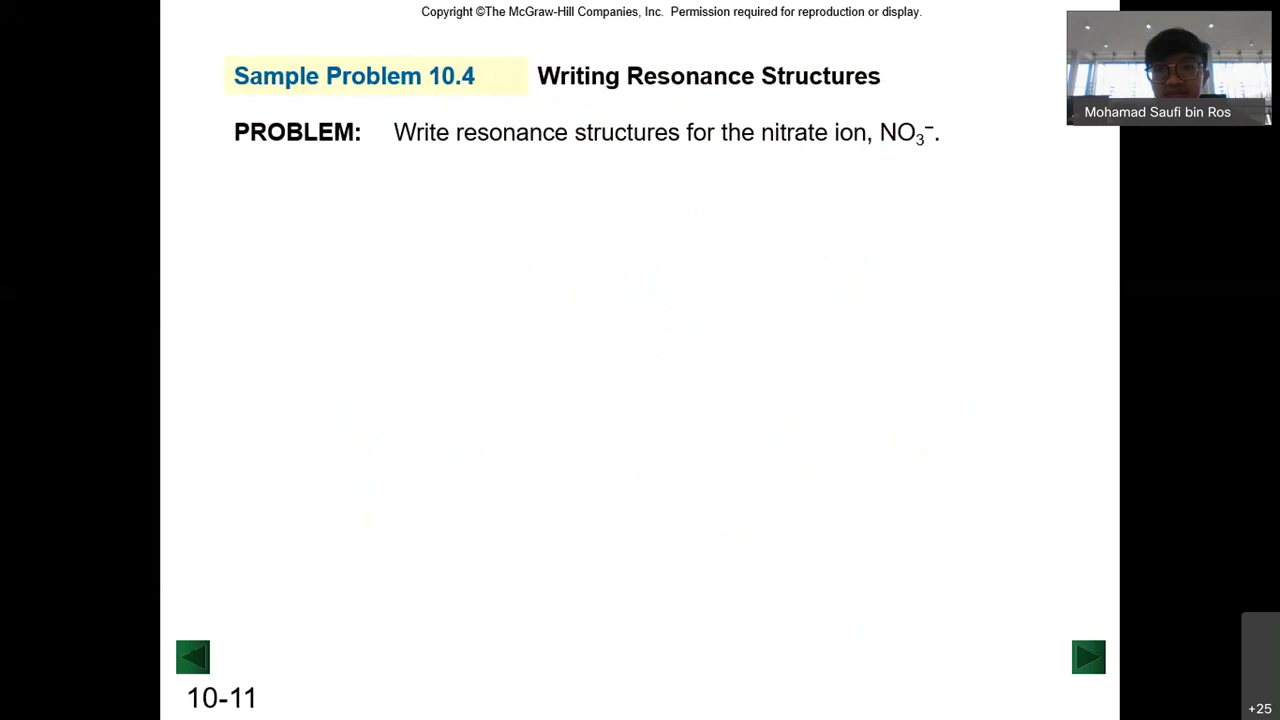 Copyright ©The McGraw-Hill Companies, Inc. Permission required for reproduction or display.
Sample Problem 10.4 Writing Resonance Structures
PROBLEM: Write resonance structures for the nitrate ion, NO₃⁻.
Mohamad Saufi bin Ros
10-11
+25